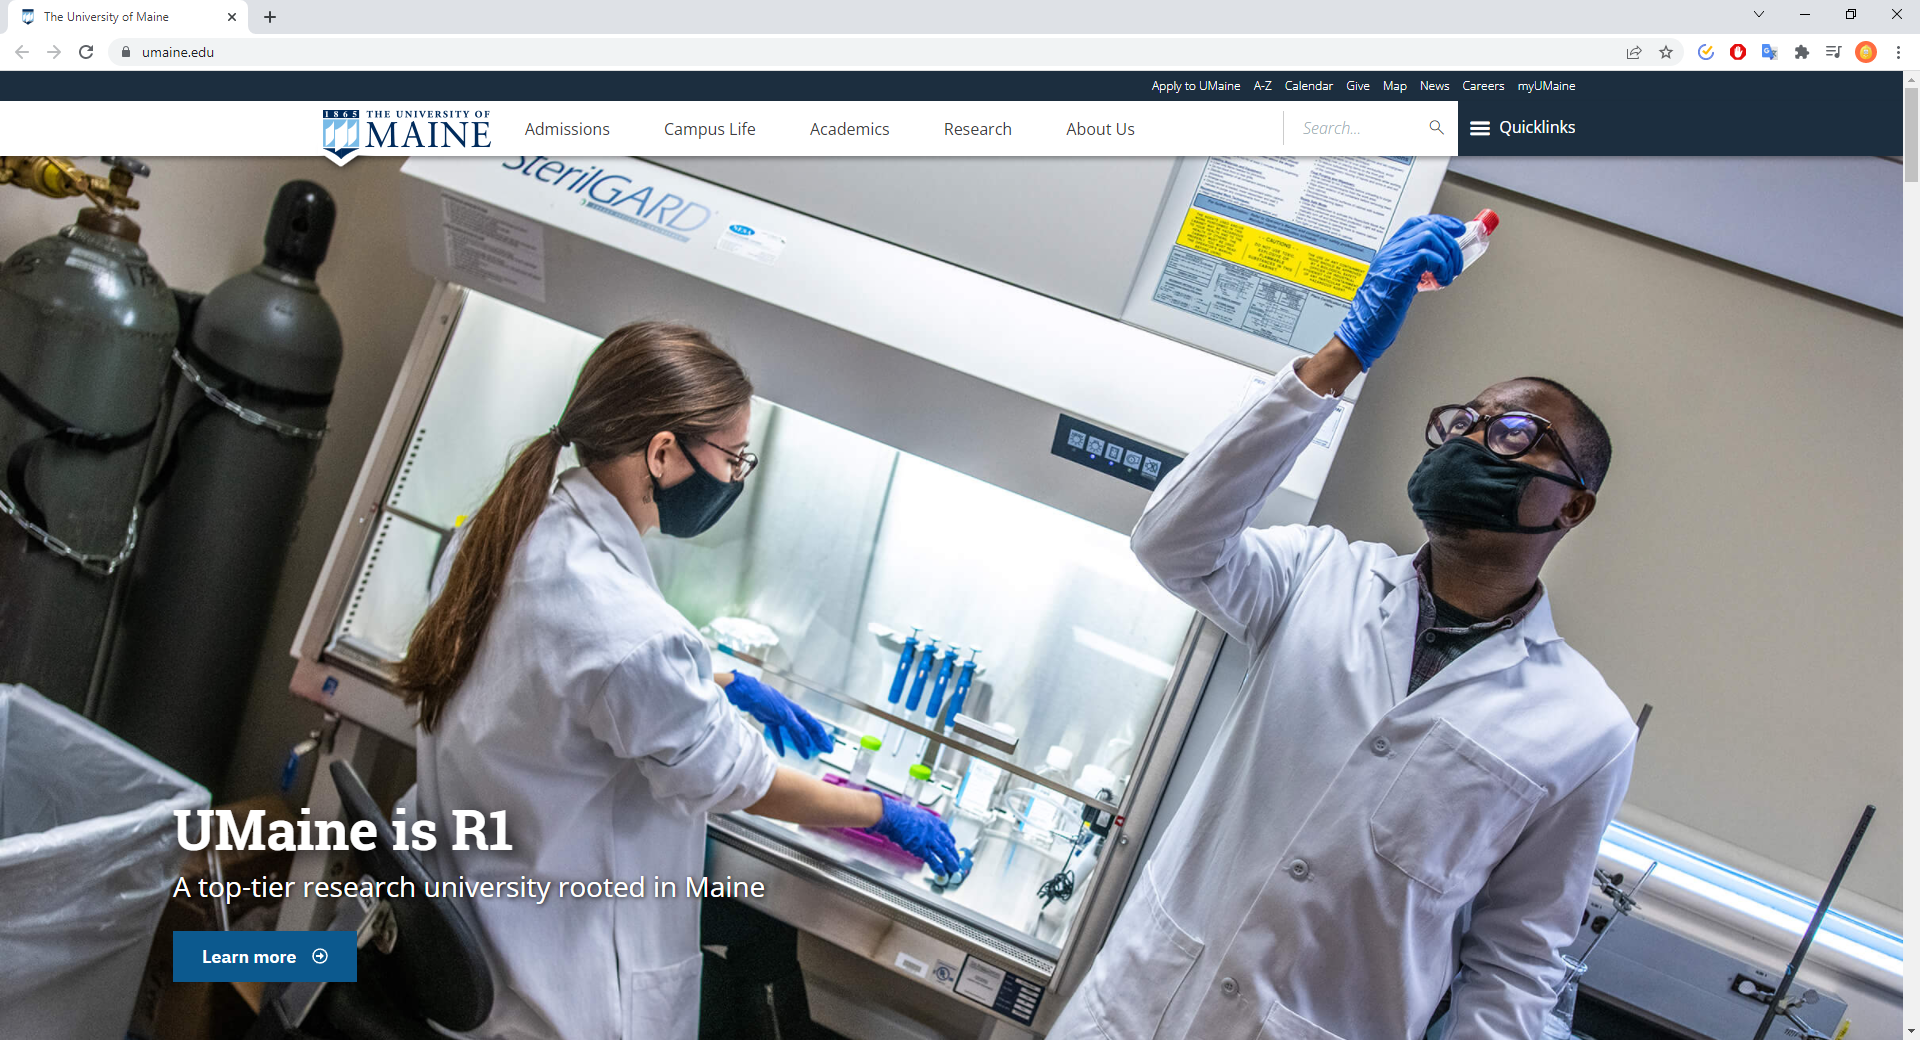 The University of Maine
umaine.edu
Apply to UMaine A-Z Calendar Give Map News Careers myUMaine
1865
THE UNIVERSITY OF
MAINE
Admissions Campus Life Academics Research About Us
Search...
Quicklinks
SterilGARD
CAUTIONS
UMaine is R1
A top-tier research university rooted in Maine
Learn more